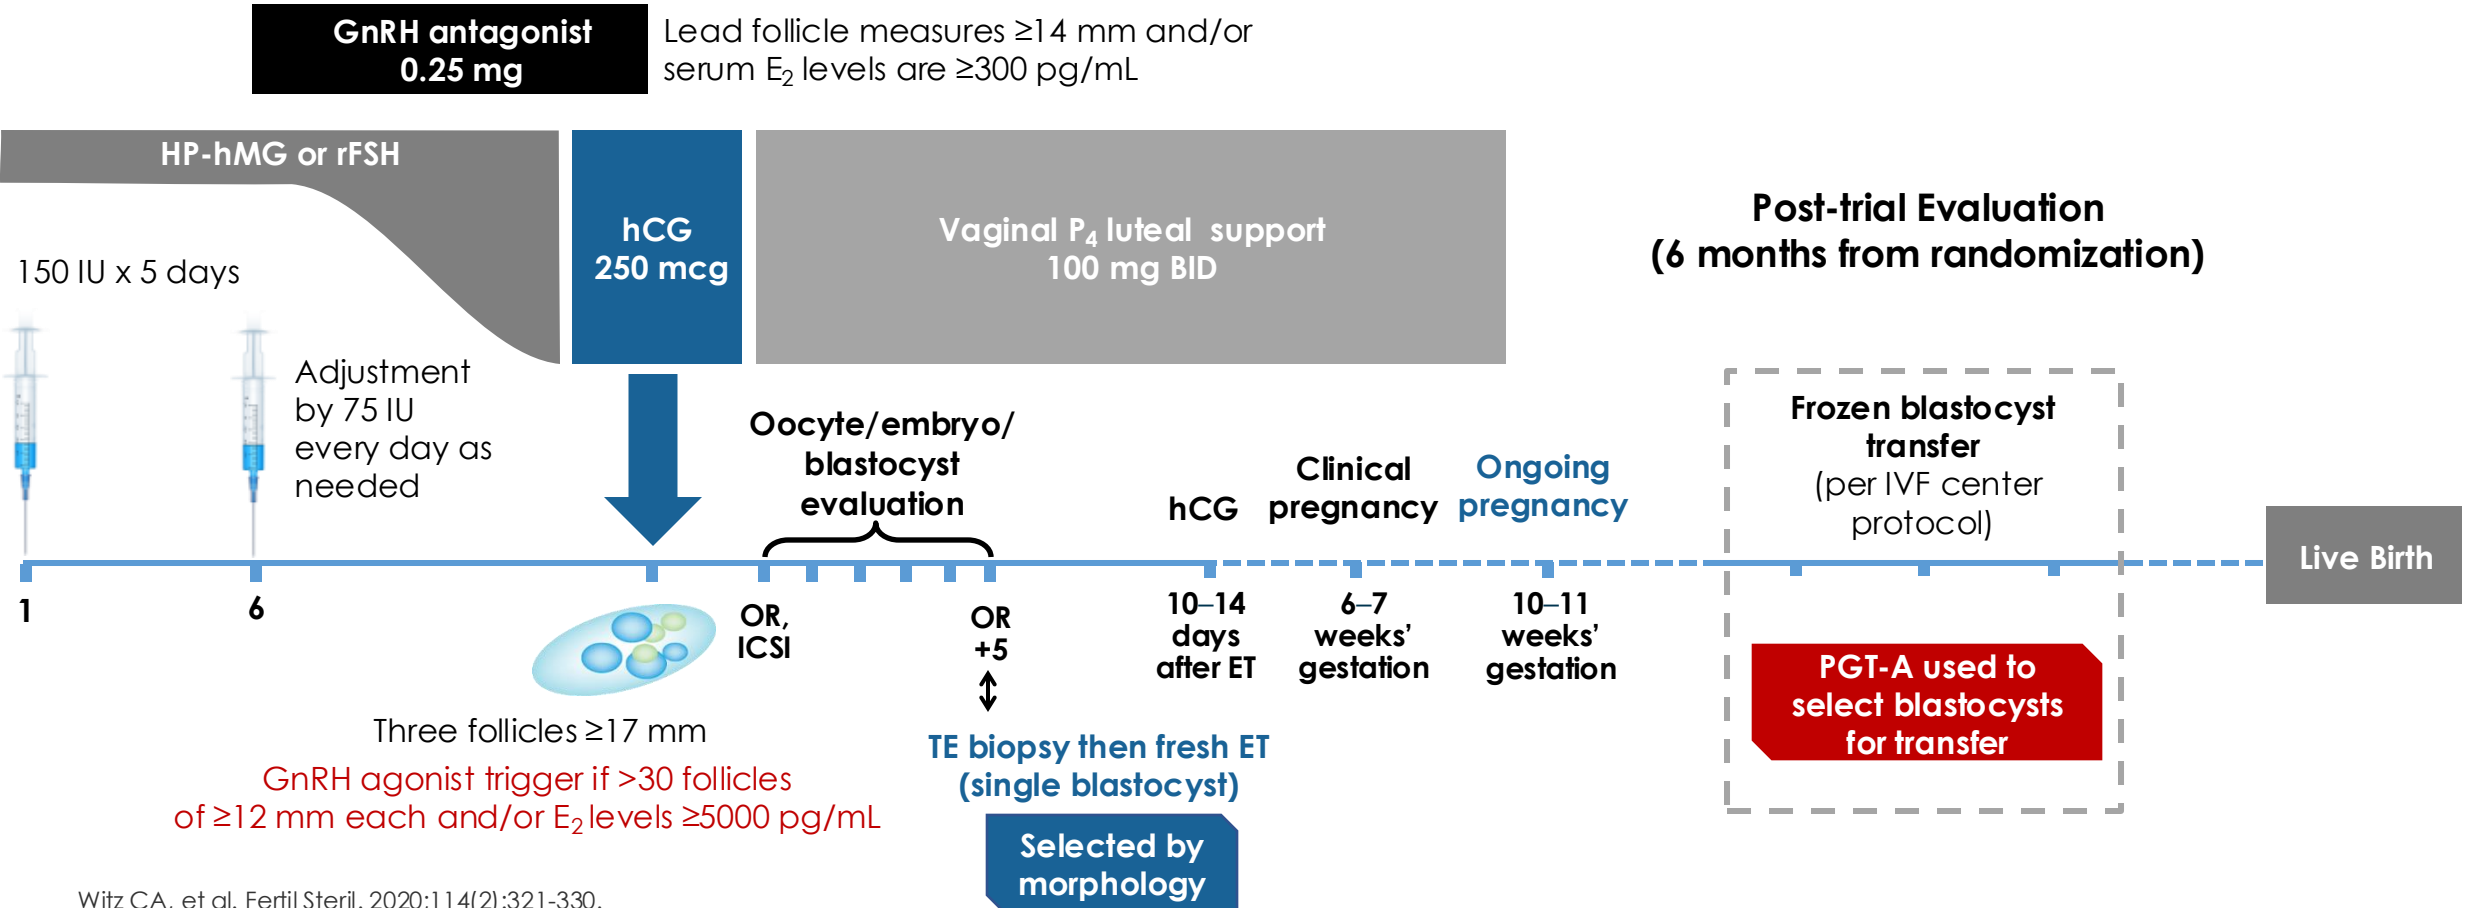 GnRH antagonist
0.25 mg
Lead follicle measures ≥14 mm and/or
serum E₂ levels are ≥300 pg/mL
HP-hMG or rFSH
hCG
250 mcg
Vaginal P₄ luteal support
100 mg BID
Post-trial Evaluation
(6 months from randomization)
150 IU x 5 days
Adjustment
by 75 IU
every day as
needed
Oocyte/embryo/
blastocyst
evaluation
hCG
Clinical
pregnancy
Ongoing
pregnancy
Frozen blastocyst
transfer
(per IVF center
protocol)
Live Birth
1
6
OR,
ICSI
OR
+5
10–14
days
after ET
6–7
weeks’
gestation
10–11
weeks’
gestation
PGT-A used to
select blastocysts
for transfer
Three follicles ≥17 mm
GnRH agonist trigger if >30 follicles
of ≥12 mm each and/or E₂ levels ≥5000 pg/mL
TE biopsy then fresh ET
(single blastocyst)
Selected by
morphology
Witz CA, et al. Fertil Steril. 2020;114(2):321-330.